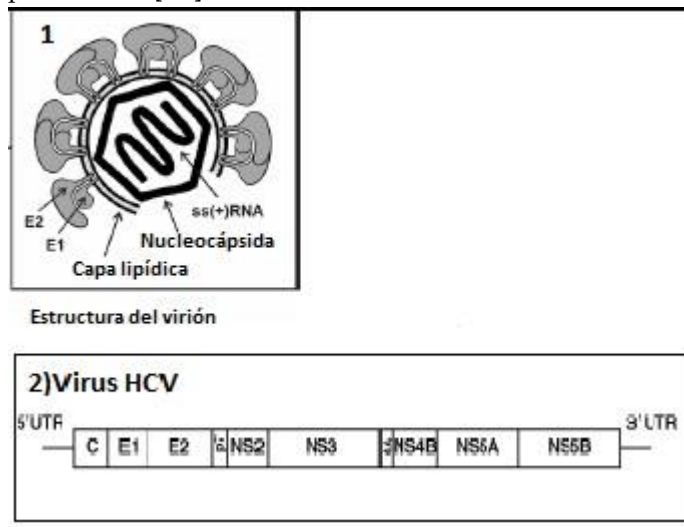 1
ss(+)RNA
E2
E1
Nucleocápsida
Capa lipídica
Estructura del virión
2)Virus HCV
5'UTR
3'UTR
C E1 E2 NS2 NS3 NS4B NS5A NS5B